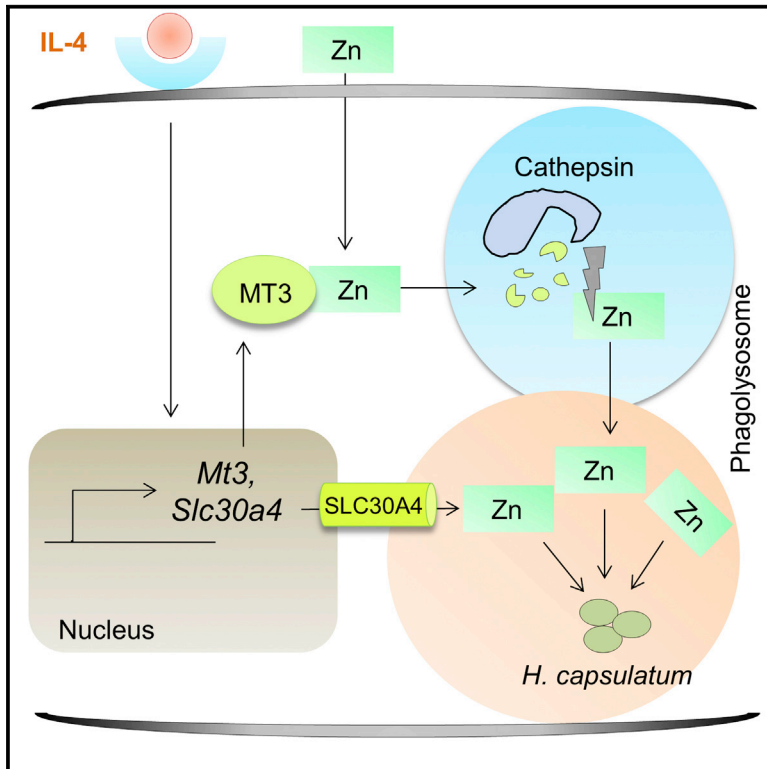 IL-4
Zn
Cathepsin
MT3
Zn
Zn
Phagolysosome
Mt3,
Slc30a4
SLC30A4
Zn
Zn
Zn
Nucleus
H. capsulatum